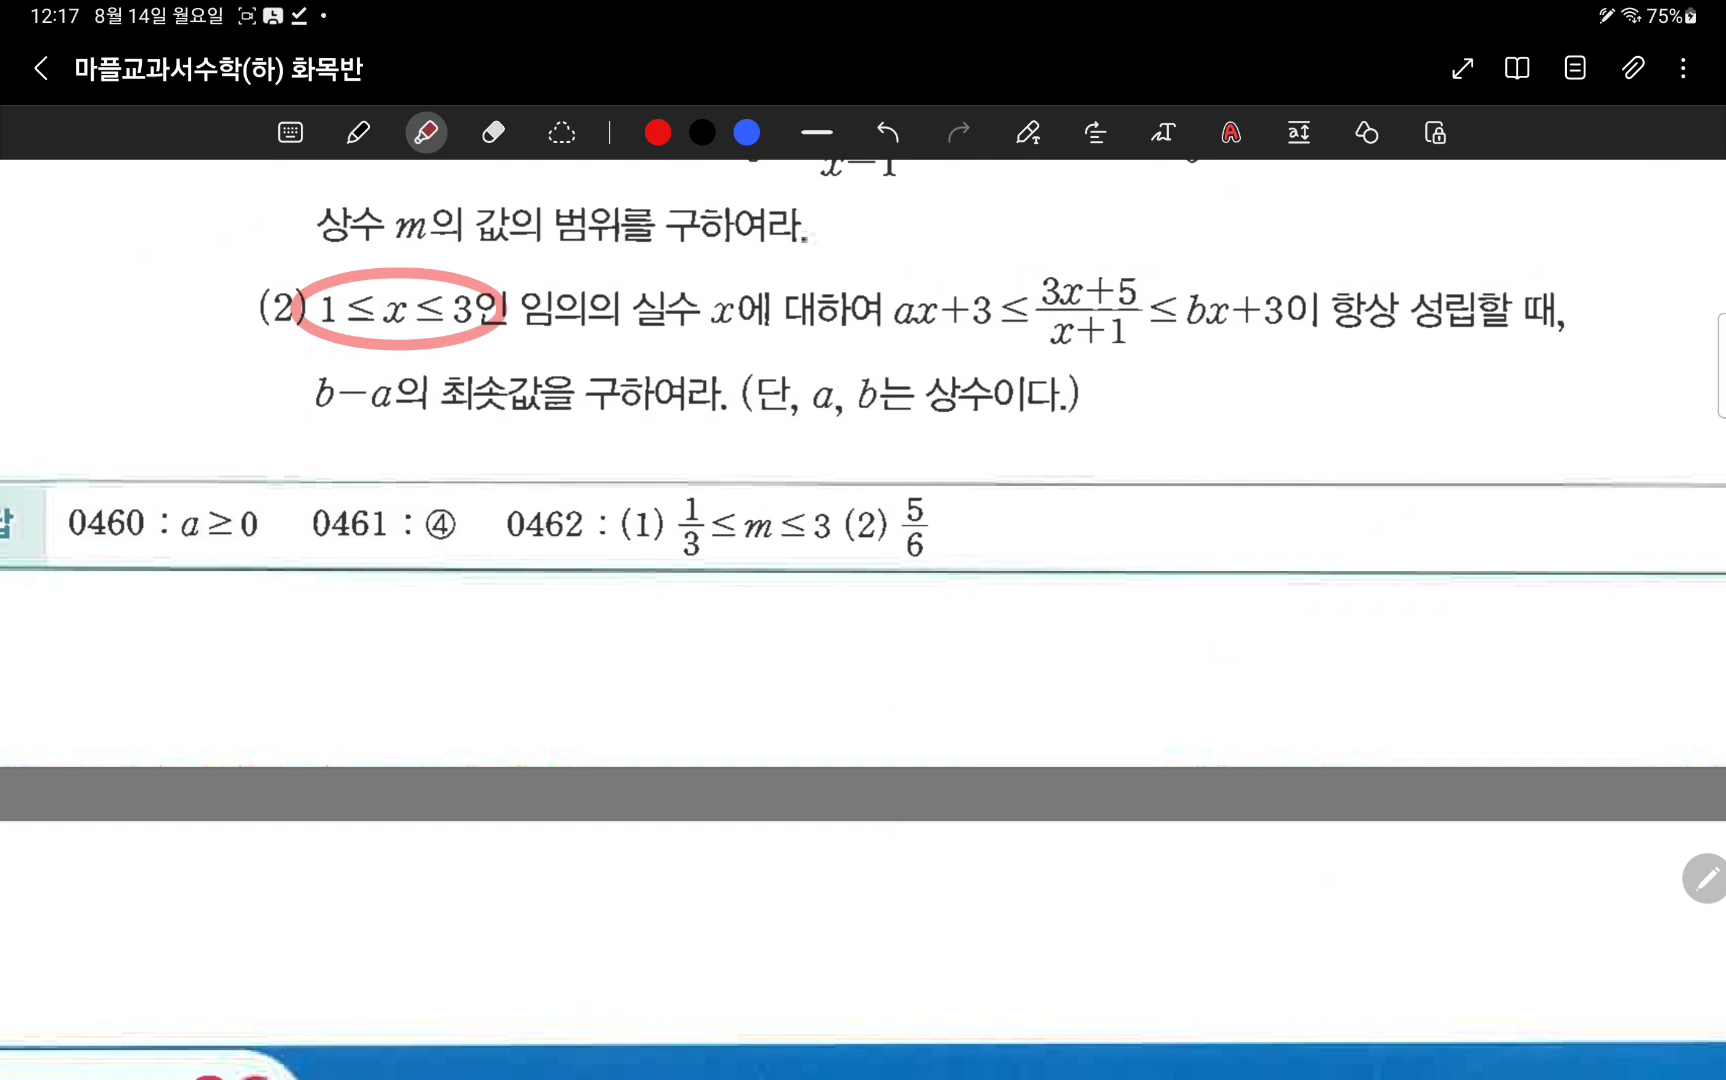 12:17 8월 14일 월요일 75%
마플교과서수학(하) 화목반
x-1
상수 m의 값의 범위를 구하여라.
(2) 1≤x≤3인 임의의 실수 x에 대하여 ax+3≤(3x+5)/(x+1)≤bx+3이 항상 성립할 때,
b-a의 최솟값을 구하여라. (단, a, b는 상수이다.)
0460 : a≥0 0461 : ④ 0462 : (1) 1/3≤m≤3 (2) 5/6